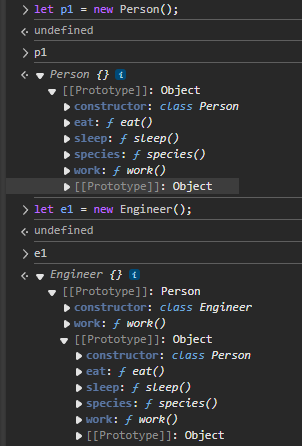 let p1 = new Person();
undefined
p1
Person {} i
[[Prototype]]: Object
constructor: class Person
eat: ƒ eat()
sleep: ƒ sleep()
species: ƒ species()
work: ƒ work()
[[Prototype]]: Object
let e1 = new Engineer();
undefined
e1
Engineer {} i
[[Prototype]]: Person
constructor: class Engineer
work: ƒ work()
[[Prototype]]: Object
constructor: class Person
eat: ƒ eat()
sleep: ƒ sleep()
species: ƒ species()
work: ƒ work()
[[Prototype]]: Object